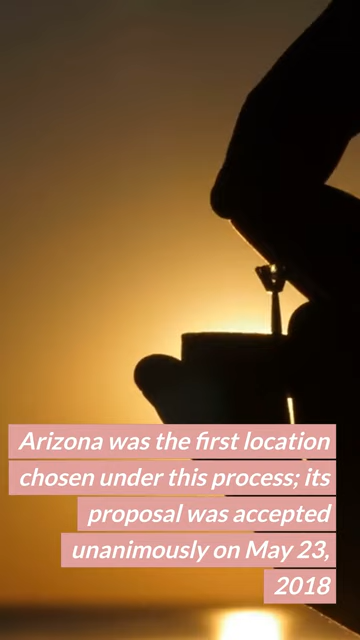 Arizona was the first location
chosen under this process; its
proposal was accepted
unanimously on May 23,
2018